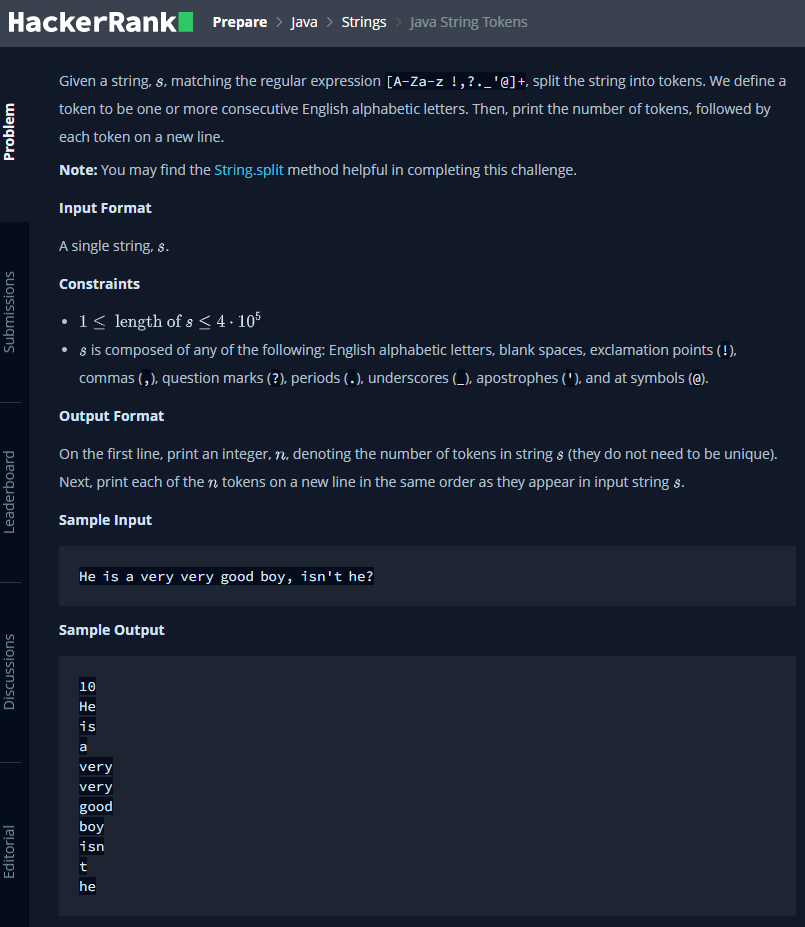 HackerRank Prepare > Java > Strings > Java String Tokens
Problem
Submissions
Leaderboard
Discussions
Editorial
Given a string, s, matching the regular expression [A-Za-z !,?._'@]+, split the string into tokens. We define a
token to be one or more consecutive English alphabetic letters. Then, print the number of tokens, followed by
each token on a new line.
Note: You may find the String.split method helpful in completing this challenge.
Input Format
A single string, s.
Constraints
• 1 ≤ length of s ≤ 4 · 10⁵
• s is composed of any of the following: English alphabetic letters, blank spaces, exclamation points (!),
commas (,), question marks (?), periods (.), underscores (_), apostrophes ('), and at symbols (@).
Output Format
On the first line, print an integer, n, denoting the number of tokens in string s (they do not need to be unique).
Next, print each of the n tokens on a new line in the same order as they appear in input string s.
Sample Input
He is a very very good boy, isn't he?
Sample Output
10
He
is
a
very
very
good
boy
isn
t
he